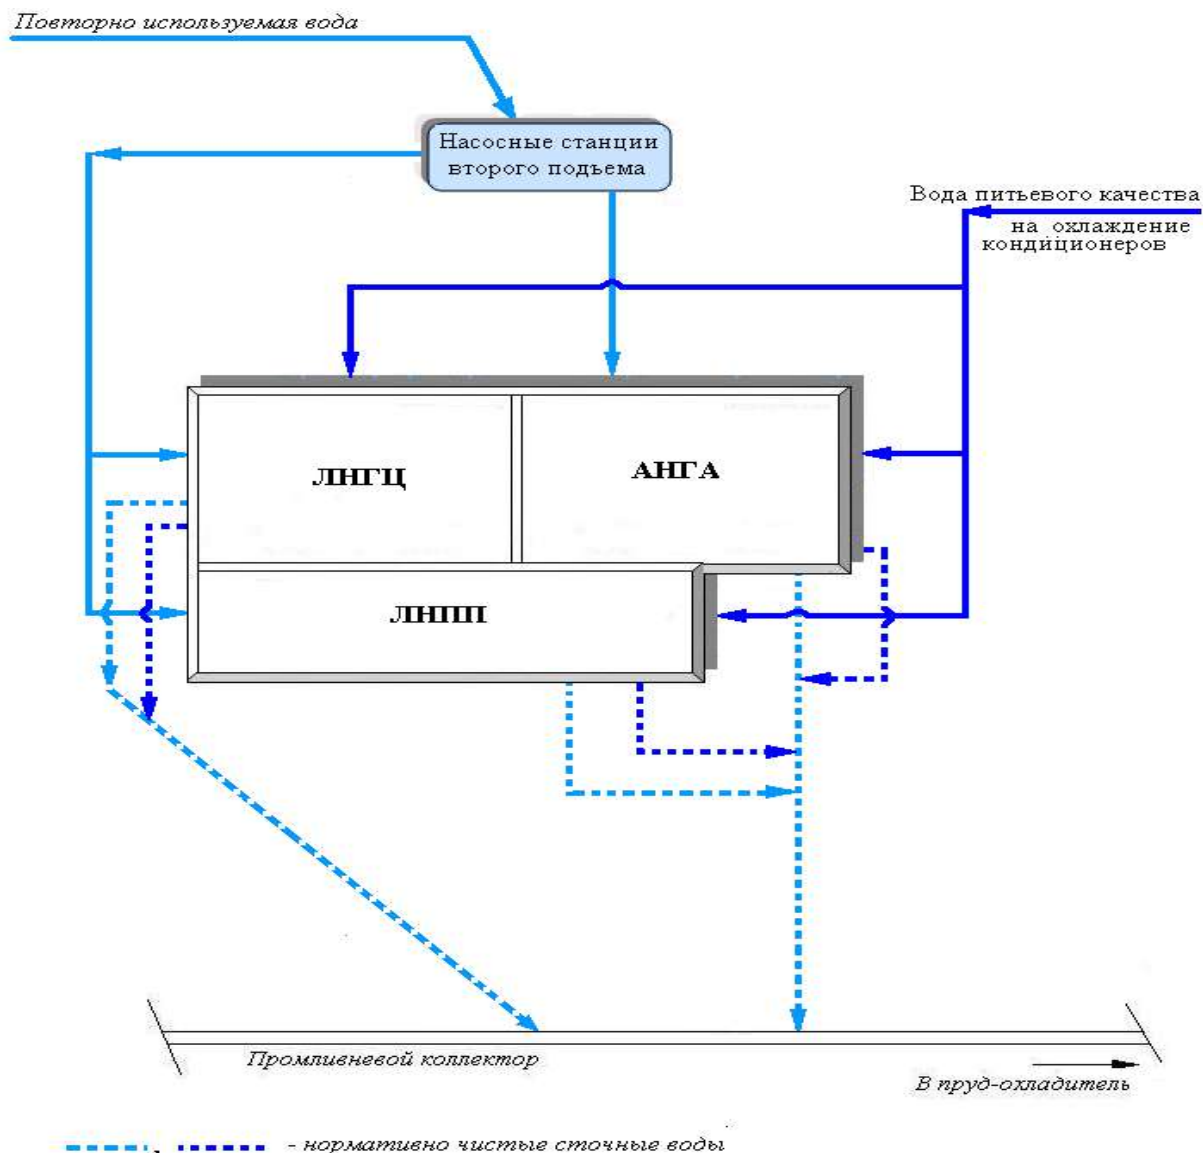 Повторно используемая вода
Насосные станции
второго подъема
Вода питьевого качества
на охлаждение
кондиционеров
ЛНГЦ
АНГА
ЛНПП
Промливневой коллектор
В пруд-охладитель
, - нормативно чистые сточные воды